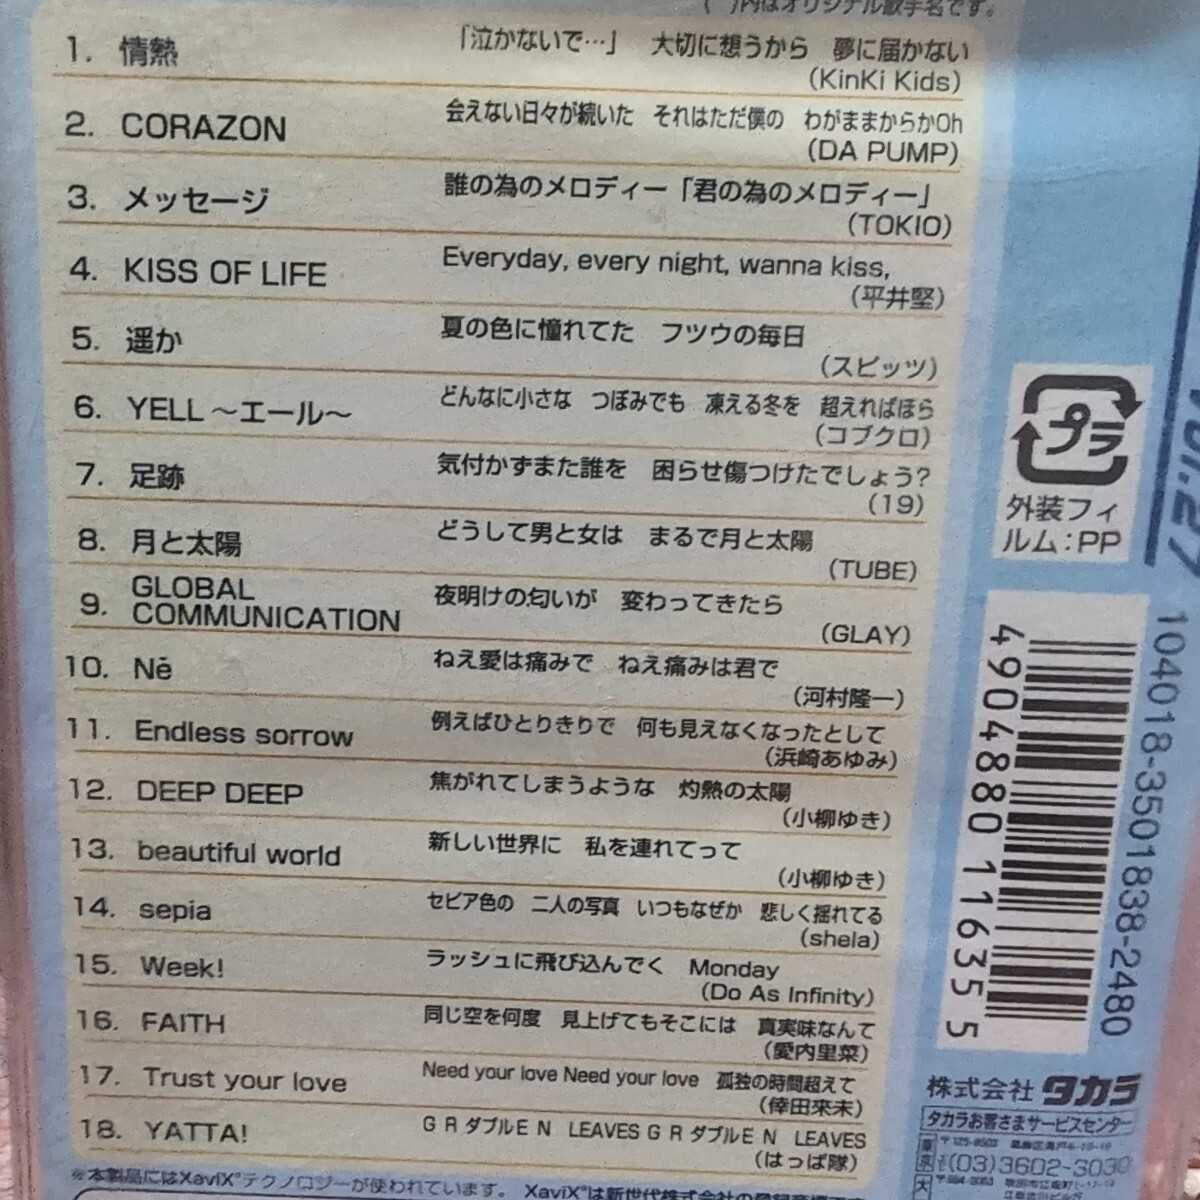 ( )内はオリジナル歌手名です。
1. 情熱 「泣かないで…」 大切に想うから 夢に届かない
(KinKi Kids)
2. CORAZON 会えない日々が続いた それはただ僕の わがままからかOh
(DA PUMP)
3. メッセージ 誰の為のメロディー「君の為のメロディー」
(TOKIO)
4. KISS OF LIFE Everyday, every night, wanna kiss,
(平井堅)
5. 遥か 夏の色に憧れてた フツウの毎日
(スピッツ)
6. YELL～エール～ どんなに小さな つぼみでも 凍える冬を 超えればほら
(コブクロ)
7. 足跡 気付かずまた誰を 困らせ傷つけたでしょう?
(19)
8. 月と太陽 どうして男と女は まるで月と太陽
(TUBE)
9. GLOBAL
COMMUNICATION 夜明けの匂いが 変わってきたら
(GLAY)
10. Nē ねえ愛は痛みで ねえ痛みは君で
(河村隆一)
11. Endless sorrow 例えばひとりきりで 何も見えなくなったとして
(浜崎あゆみ)
12. DEEP DEEP 焦がれてしまうような 灼熱の太陽
(小柳ゆき)
13. beautiful world 新しい世界に 私を連れてって
(小柳ゆき)
14. sepia セピア色の 二人の写真 いつもなぜか 悲しく揺れてる
(shela)
15. Week! ラッシュに飛び込んでく Monday
(Do As Infinity)
16. FAITH 同じ空を何度 見上げてもそこには 真実味なんて
(愛内里菜)
17. Trust your love Need your love Need your love 孤独の時間超えて
(倖田來未)
18. YATTA! G R ダブルE N LEAVES G R ダブルE N LEAVES
(はっぱ隊)
※本製品にはXaviX®テクノロジーが使われています。 XaviX®は新世代株式会社の登録商標です
Vol.27
プラ
外装フィ
ルム:PP
104018-3501838-2480
4904880116355
株式会社 タカラ
タカラお客さまサービスセンター
東京
(03)3602-3030
大